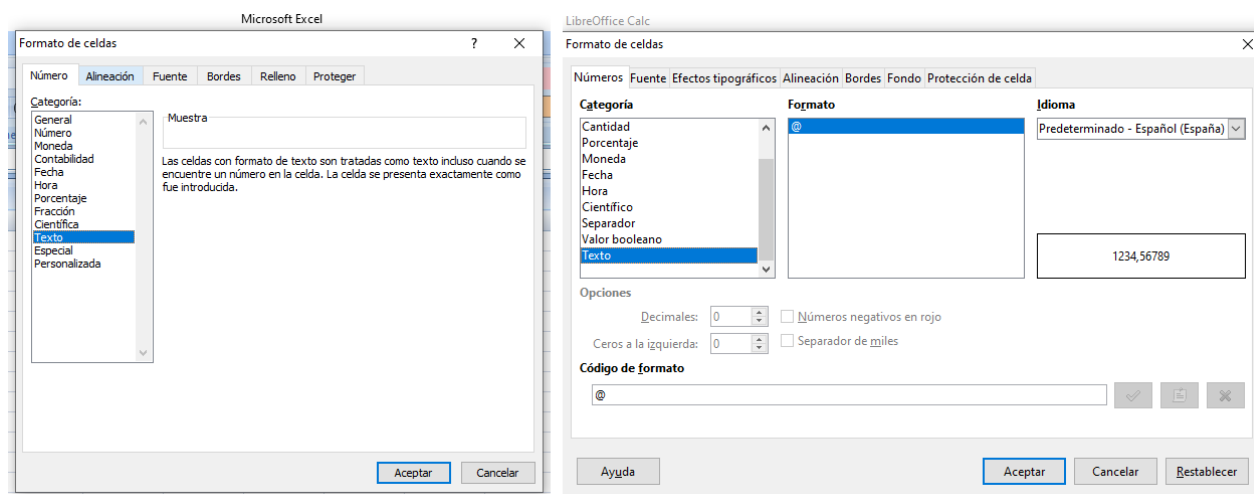 Microsoft Excel
Formato de celdas
? ×
Número Alineación Fuente Bordes Relleno Proteger
Categoría:
General
Número
Moneda
Contabilidad
Fecha
Hora
Porcentaje
Fracción
Científica
Texto
Especial
Personalizada
Muestra
Las celdas con formato de texto son tratadas como texto incluso cuando se
encuentre un número en la celda. La celda se presenta exactamente como
fue introducida.
Aceptar Cancelar
LibreOffice Calc
Formato de celdas
×
Números Fuente Efectos tipográficos Alineación Bordes Fondo Protección de celda
Categoría
Cantidad
Porcentaje
Moneda
Fecha
Hora
Científico
Separador
Valor booleano
Texto
Formato
@
Idioma
Predeterminado - Español (España)
1234,56789
Opciones
Decimales: 0
Números negativos en rojo
Ceros a la izquierda: 0
Separador de miles
Código de formato
@
Ayuda Aceptar Cancelar Restablecer